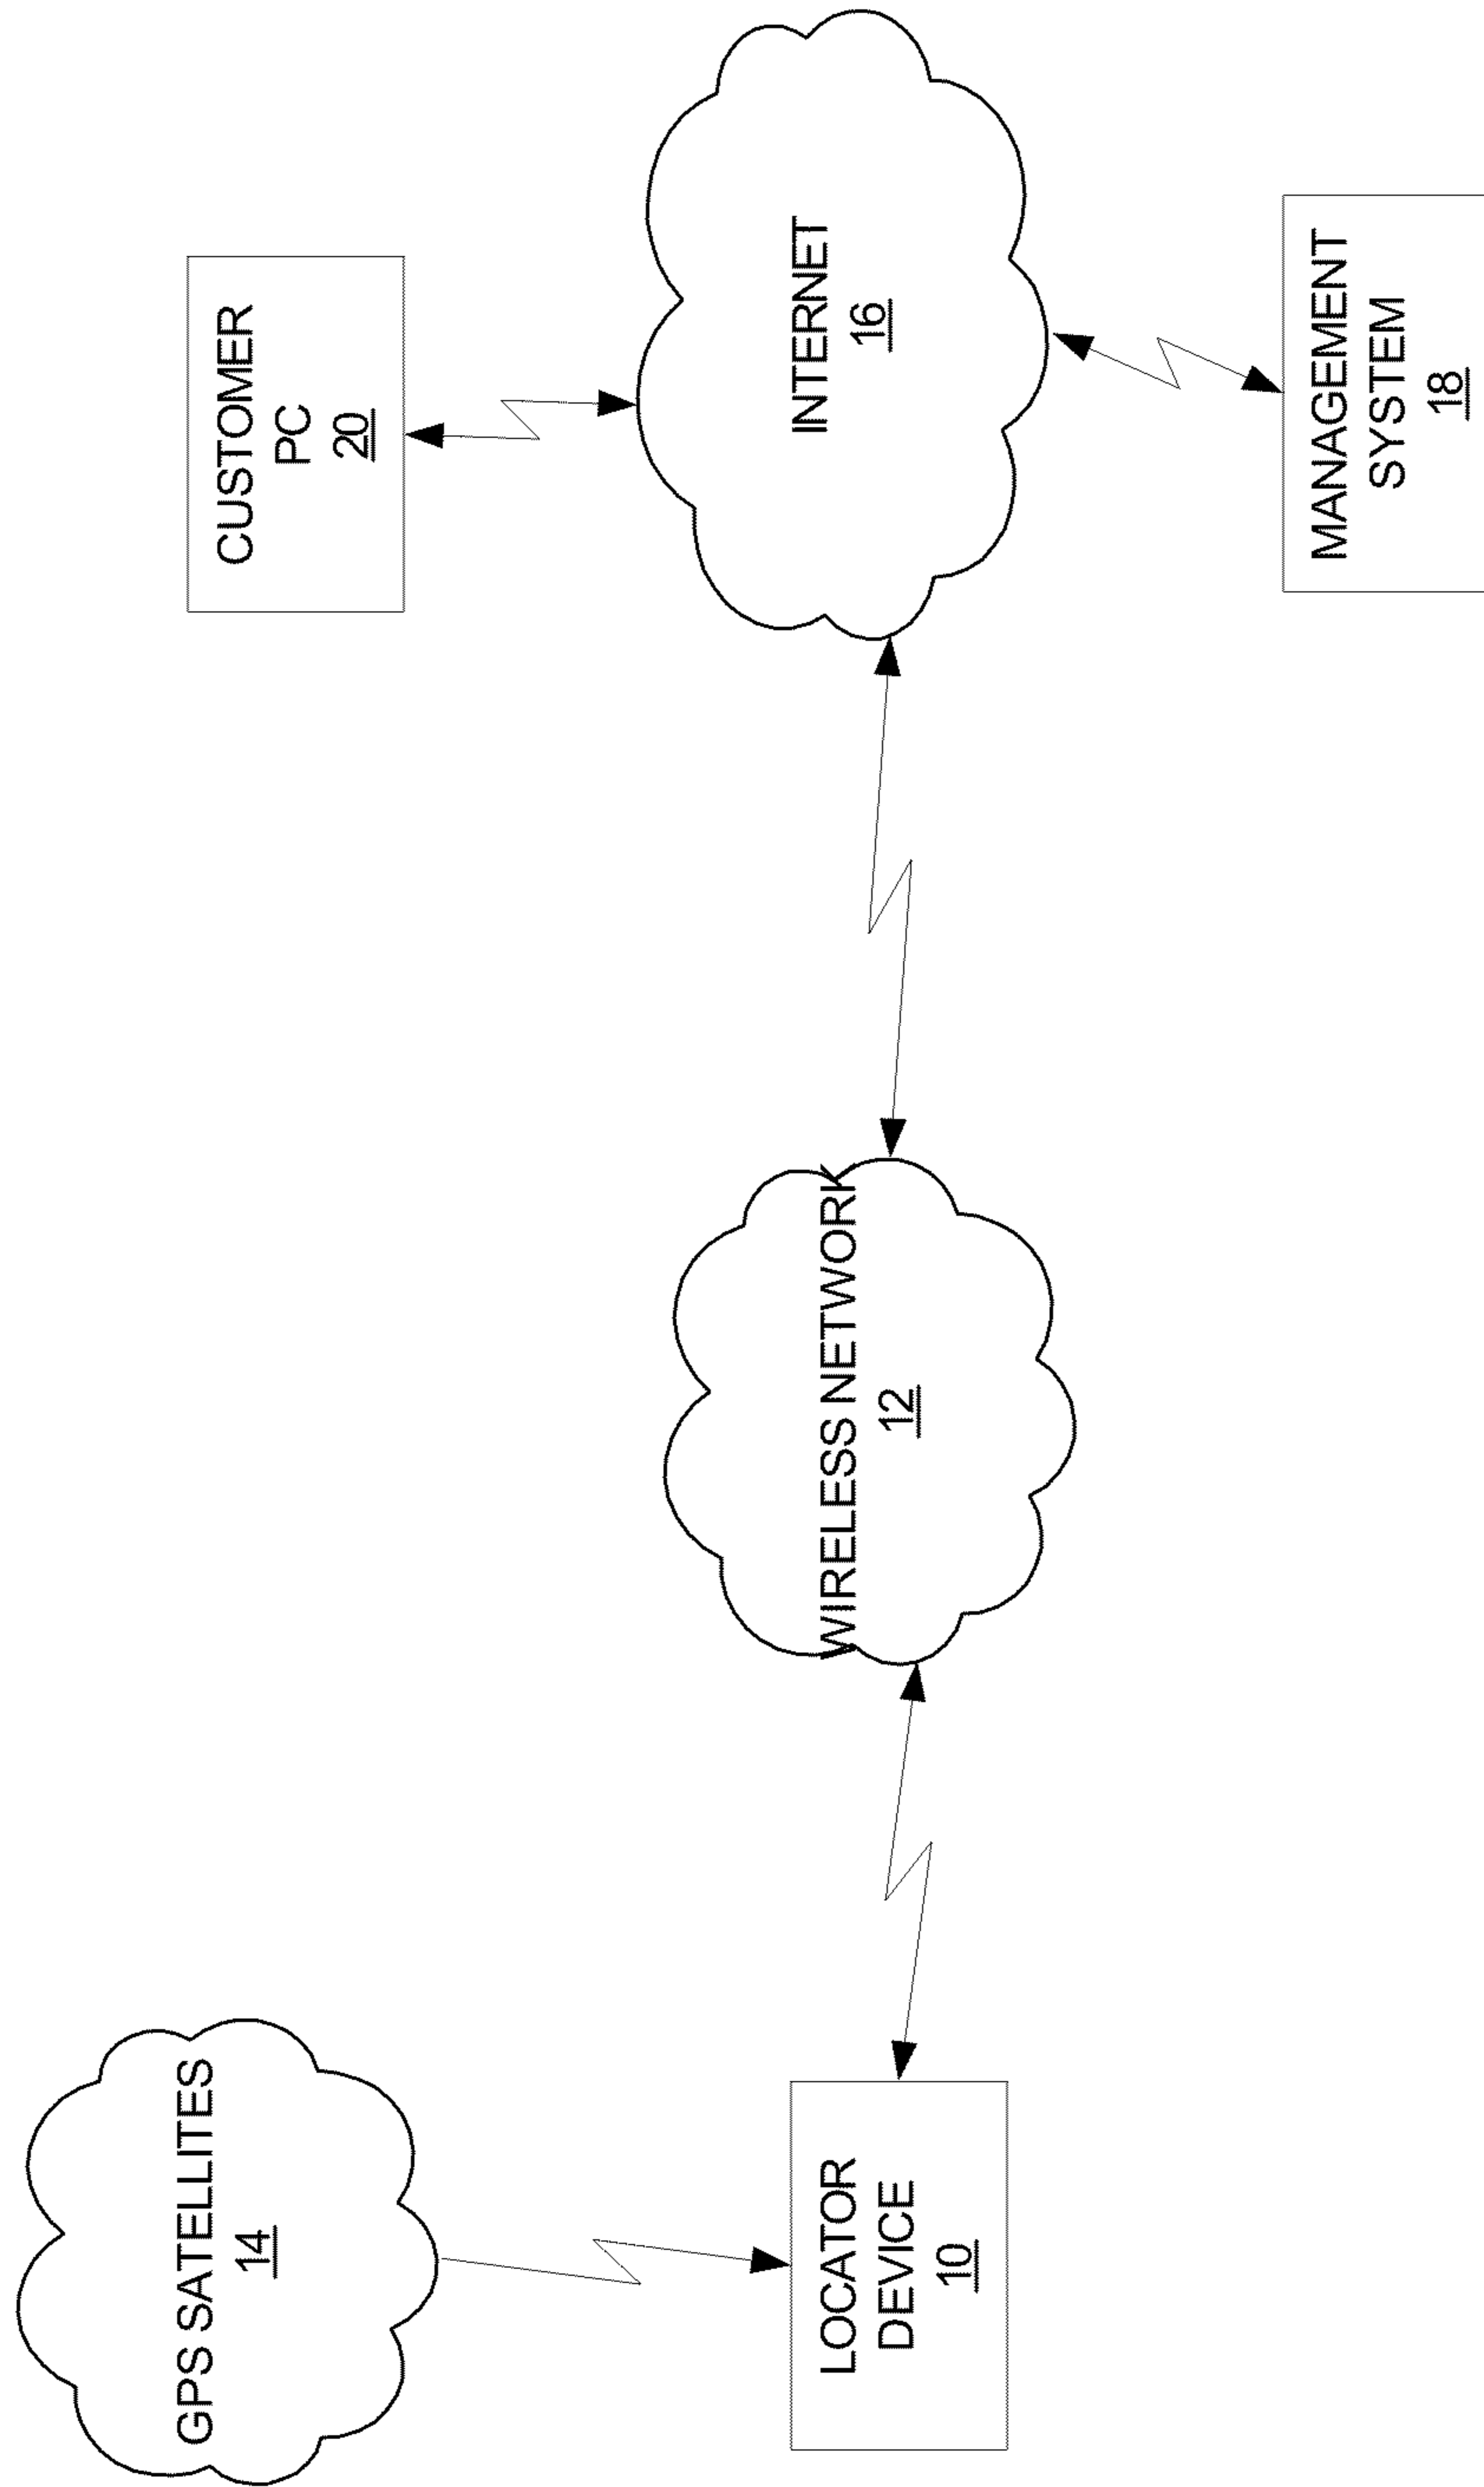 GPS SATELLITES
14
CUSTOMER
PC
20
LOCATOR
DEVICE
10
WIRELESS NETWORK
12
INTERNET
16
MANAGEMENT
SYSTEM
18